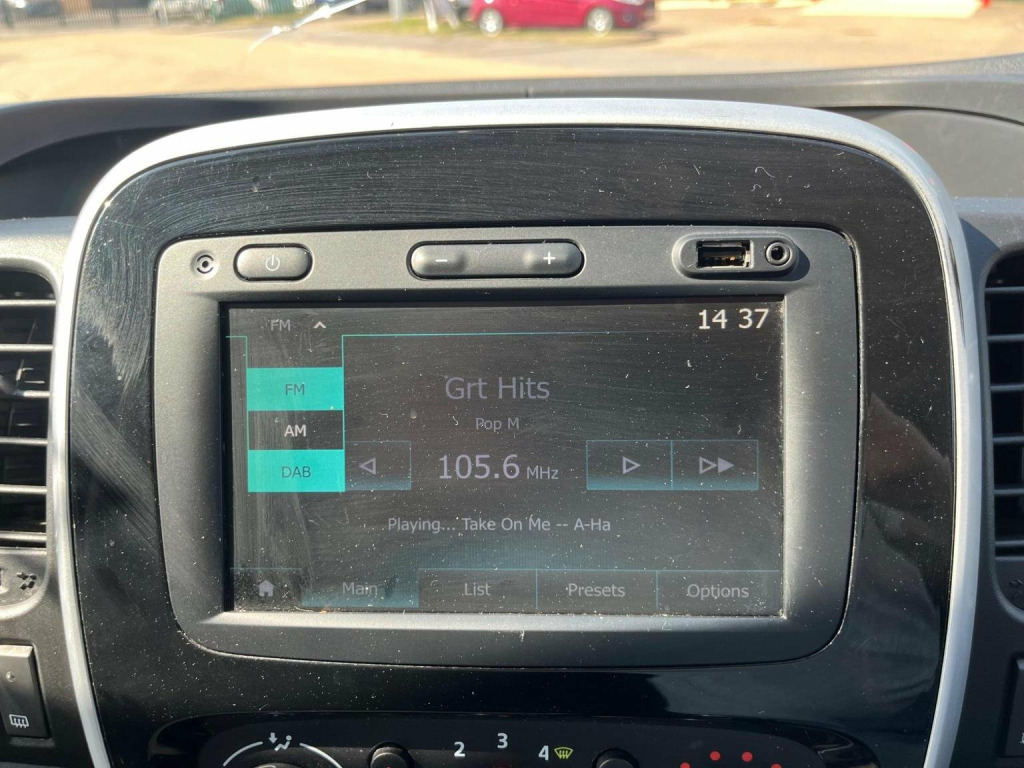 − +
FM 14 37
FM
Grt Hits
AM
Pop M
DAB
105.6 MHz
Playing... Take On Me -- A-Ha
Main List Presets Options
2 3 4